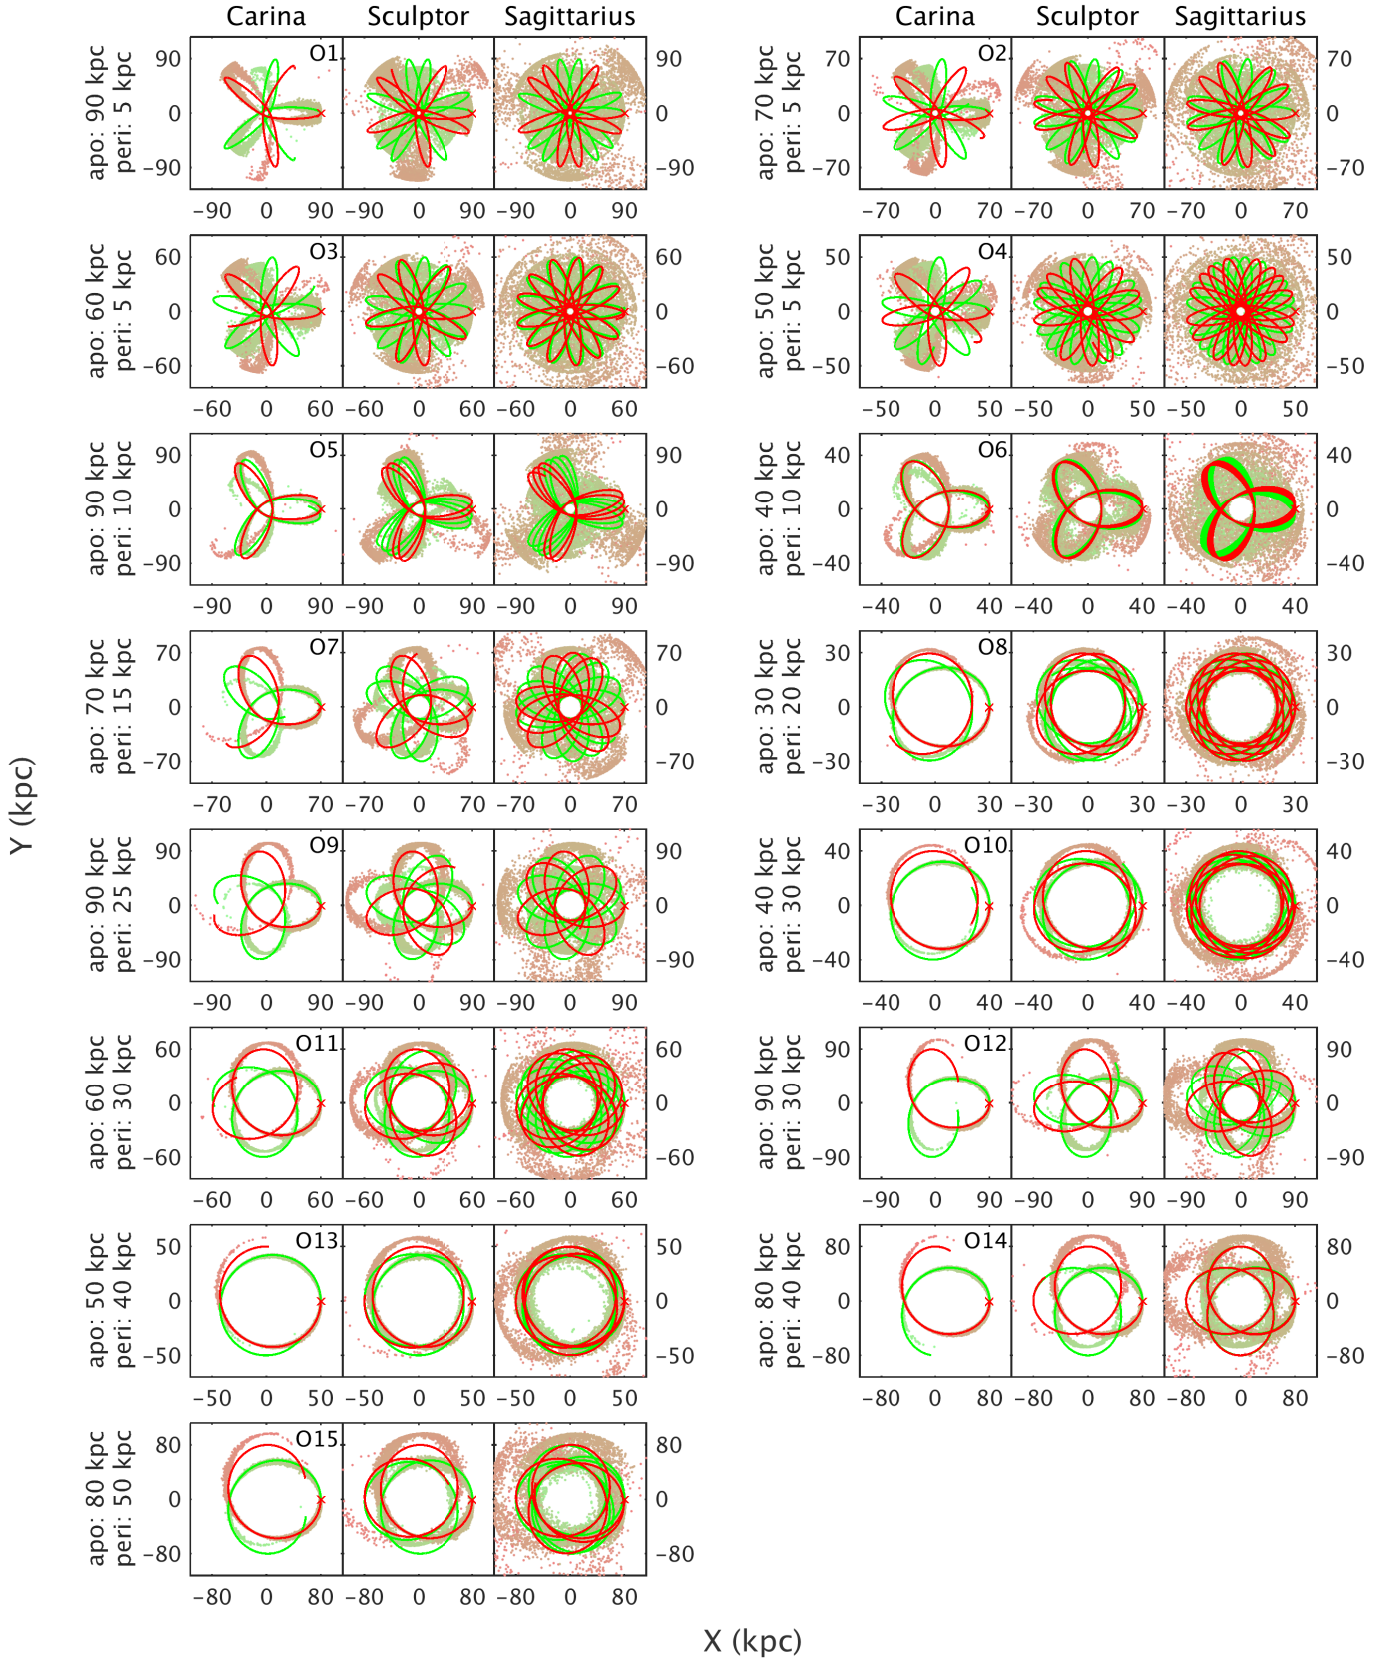 Carina Sculptor Sagittarius Carina Sculptor Sagittarius
apo: 90 kpc
peri: 5 kpc
90
0
−90
O1
90
0
−90
−90 0 90 −90 0 90 −90 0 90
apo: 70 kpc
peri: 5 kpc
70
0
−70
O2
70
0
−70
−70 0 70 −70 0 70 −70 0 70
apo: 60 kpc
peri: 5 kpc
60
0
−60
O3
60
0
−60
−60 0 60 −60 0 60 −60 0 60
apo: 50 kpc
peri: 5 kpc
50
0
−50
O4
50
0
−50
−50 0 50 −50 0 50 −50 0 50
apo: 90 kpc
peri: 10 kpc
90
0
−90
O5
90
0
−90
−90 0 90 −90 0 90 −90 0 90
apo: 40 kpc
peri: 10 kpc
40
0
−40
O6
40
0
−40
−40 0 40 −40 0 40 −40 0 40
apo: 70 kpc
peri: 15 kpc
70
0
−70
O7
70
0
−70
−70 0 70 −70 0 70 −70 0 70
apo: 30 kpc
peri: 20 kpc
30
0
−30
O8
30
0
−30
−30 0 30 −30 0 30 −30 0 30
apo: 90 kpc
peri: 25 kpc
90
0
−90
O9
90
0
−90
−90 0 90 −90 0 90 −90 0 90
apo: 40 kpc
peri: 30 kpc
40
0
−40
O10
40
0
−40
−40 0 40 −40 0 40 −40 0 40
apo: 60 kpc
peri: 30 kpc
60
0
−60
O11
60
0
−60
−60 0 60 −60 0 60 −60 0 60
apo: 90 kpc
peri: 30 kpc
90
0
−90
O12
90
0
−90
−90 0 90 −90 0 90 −90 0 90
apo: 50 kpc
peri: 40 kpc
50
0
−50
O13
50
0
−50
−50 0 50 −50 0 50 −50 0 50
apo: 80 kpc
peri: 40 kpc
80
0
−80
O14
80
0
−80
−80 0 80 −80 0 80 −80 0 80
apo: 80 kpc
peri: 50 kpc
80
0
−80
O15
80
0
−80
−80 0 80 −80 0 80 −80 0 80
Y (kpc)
X (kpc)